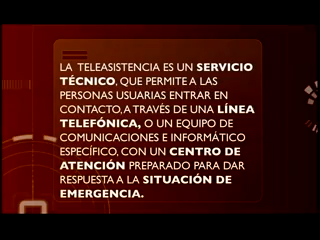 LA TELEASISTENCIA ES UN SERVICIO
TÉCNICO, QUE PERMITE A LAS
PERSONAS USUARIAS ENTRAR EN
CONTACTO, A TRAVÉS DE UNA LÍNEA
TELEFÓNICA, O UN EQUIPO DE
COMUNICACIONES E INFORMÁTICO
ESPECÍFICO, CON UN CENTRO DE
ATENCIÓN PREPARADO PARA DAR
RESPUESTA A LA SITUACIÓN DE
EMERGENCIA.